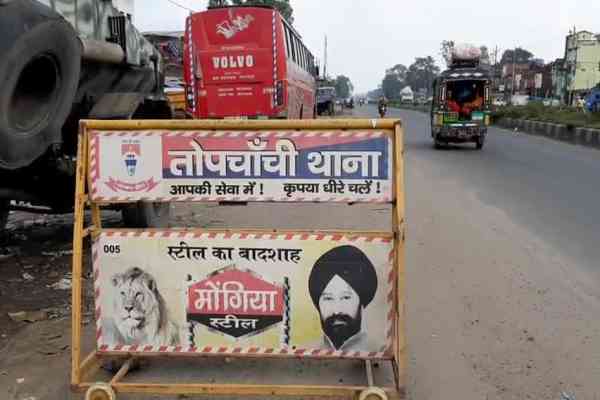 VOLVO
तोपचाँची थाना
आपकी सेवा में ! कृपया धीरे चलें !
005
स्टील का बादशाह
मोंगिया
स्टील